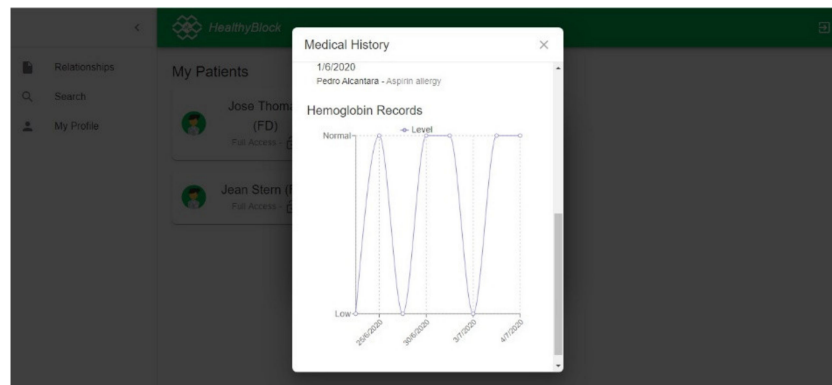 HealthyBlock
Relationships
Search
My Profile
My Patients
Jose Thoma
(FD)
Full Access -
Jean Stern (
Full Access -
Medical History
1/6/2020
Pedro Alcantara - Aspirin allergy
Hemoglobin Records
Level
Normal
Low
25/6/2020
30/6/2020
3/7/2020
4/7/2020